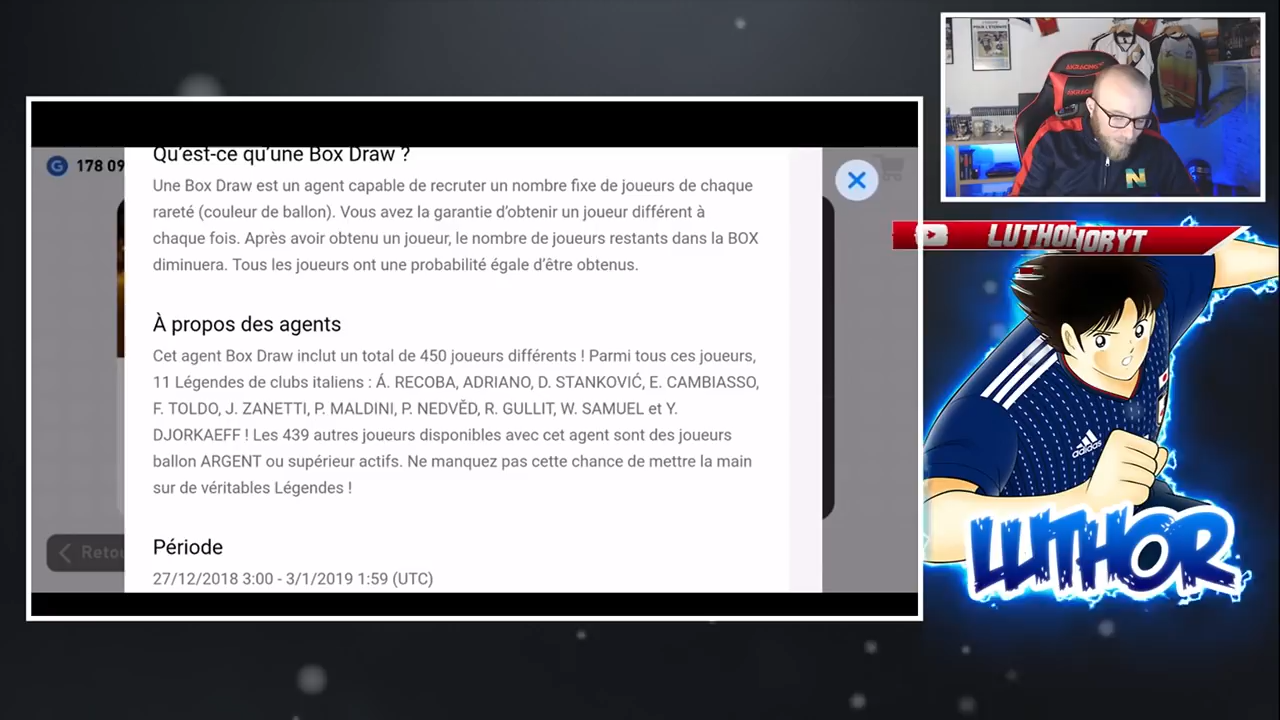 Qu'est-ce qu'une Box Draw ?
178 09
Une Box Draw est un agent capable de recruter un nombre fixe de joueurs de chaque
rareté (couleur de ballon). Vous avez la garantie d'obtenir un joueur différent à
chaque fois. Après avoir obtenu un joueur, le nombre de joueurs restants dans la BOX
diminuera. Tous les joueurs ont une probabilité égale d'être obtenus.
À propos des agents
Cet agent Box Draw inclut un total de 450 joueurs différents ! Parmi tous ces joueurs,
11 Légendes de clubs italiens : Á. RECOBA, ADRIANO, D. STANKOVIĆ, E. CAMBIASSO,
F. TOLDO, J. ZANETTI, P. MALDINI, P. NEDVĚD, R. GULLIT, W. SAMUEL et Y.
DJORKAEFF ! Les 439 autres joueurs disponibles avec cet agent sont des joueurs
ballon ARGENT ou supérieur actifs. Ne manquez pas cette chance de mettre la main
sur de véritables Légendes !
Période
27/12/2018 3:00 - 3/1/2019 1:59 (UTC)
Retou
AKRACING
N
adidas
LUTHOR